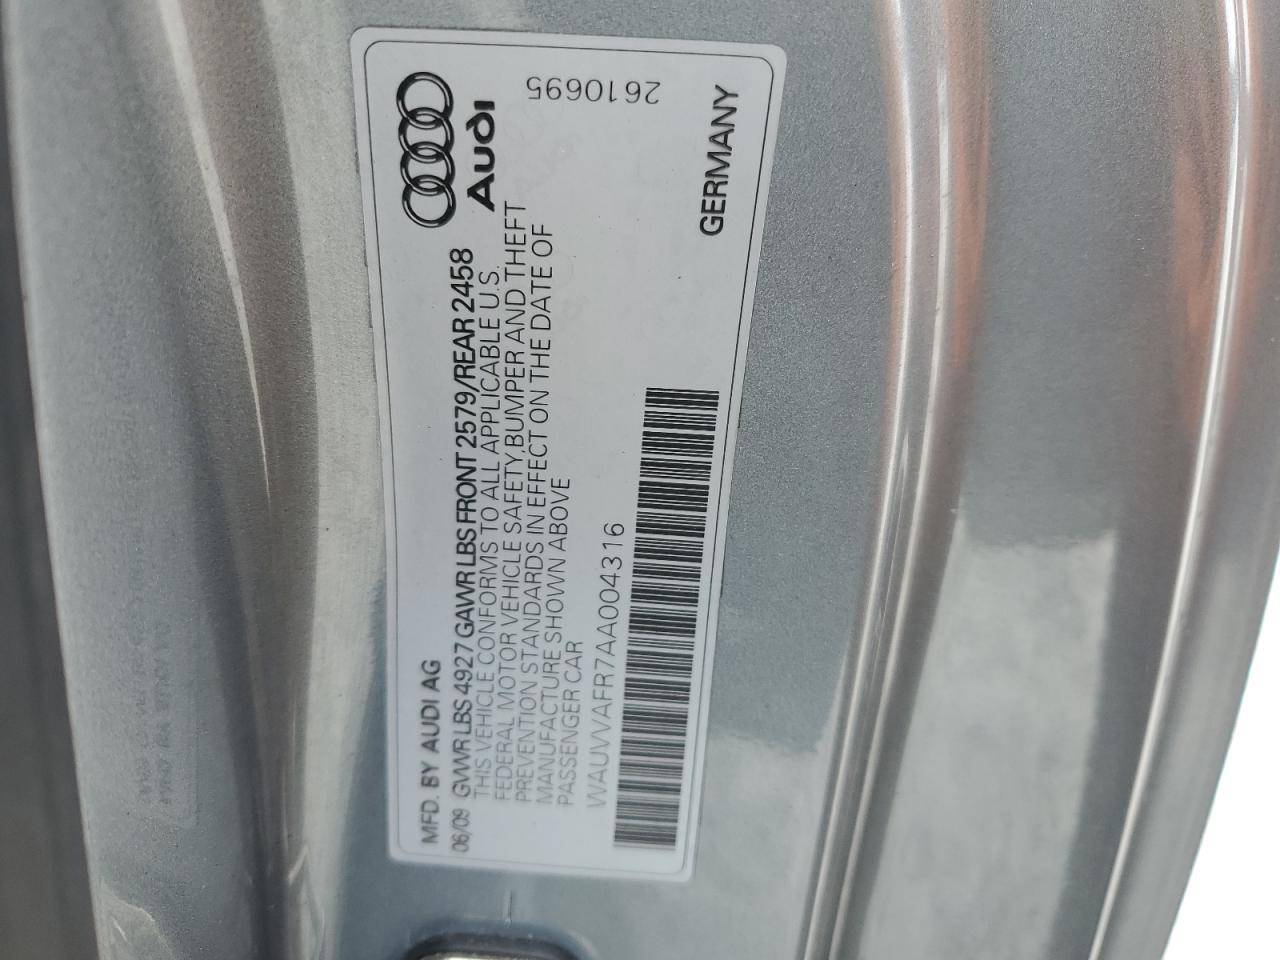 MFD. BY AUDI AG
06/09 GVWR LBS 4927 GAWR LBS FRONT 2579/REAR 2458
THIS VEHICLE CONFORMS TO ALL APPLICABLE U.S.
FEDERAL MOTOR VEHICLE SAFETY,BUMPER AND THEFT
PREVENTION STANDARDS IN EFFECT ON THE DATE OF
MANUFACTURE SHOWN ABOVE
PASSENGER CAR
WAUVVAFR7AA004316
Audi
2610695
GERMANY